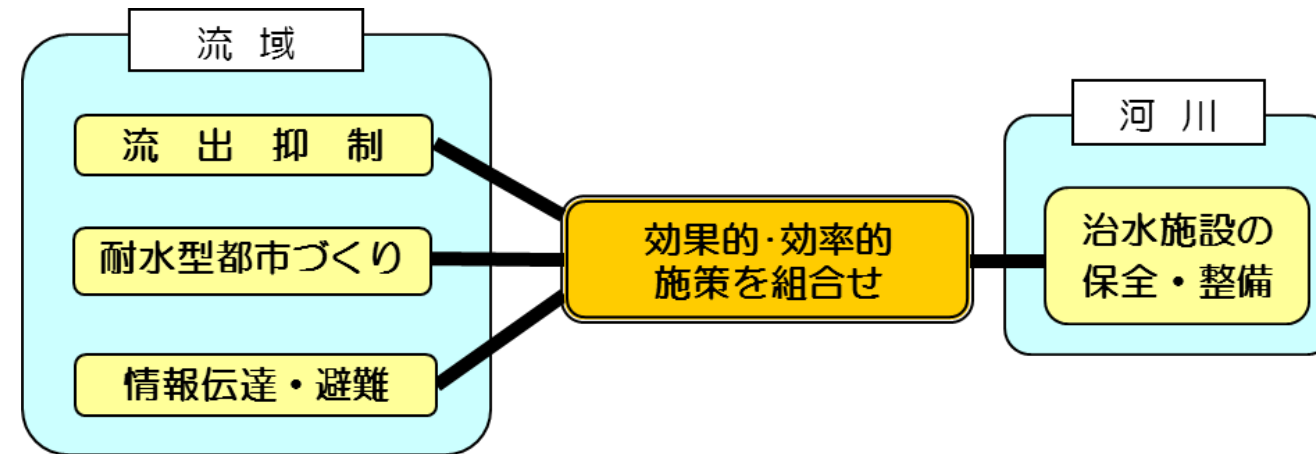 流 域
流 出 抑 制
耐水型都市づくり
情報伝達・避難
効果的・効率的
施策を組合せ
河 川
治水施設の
保全・整備